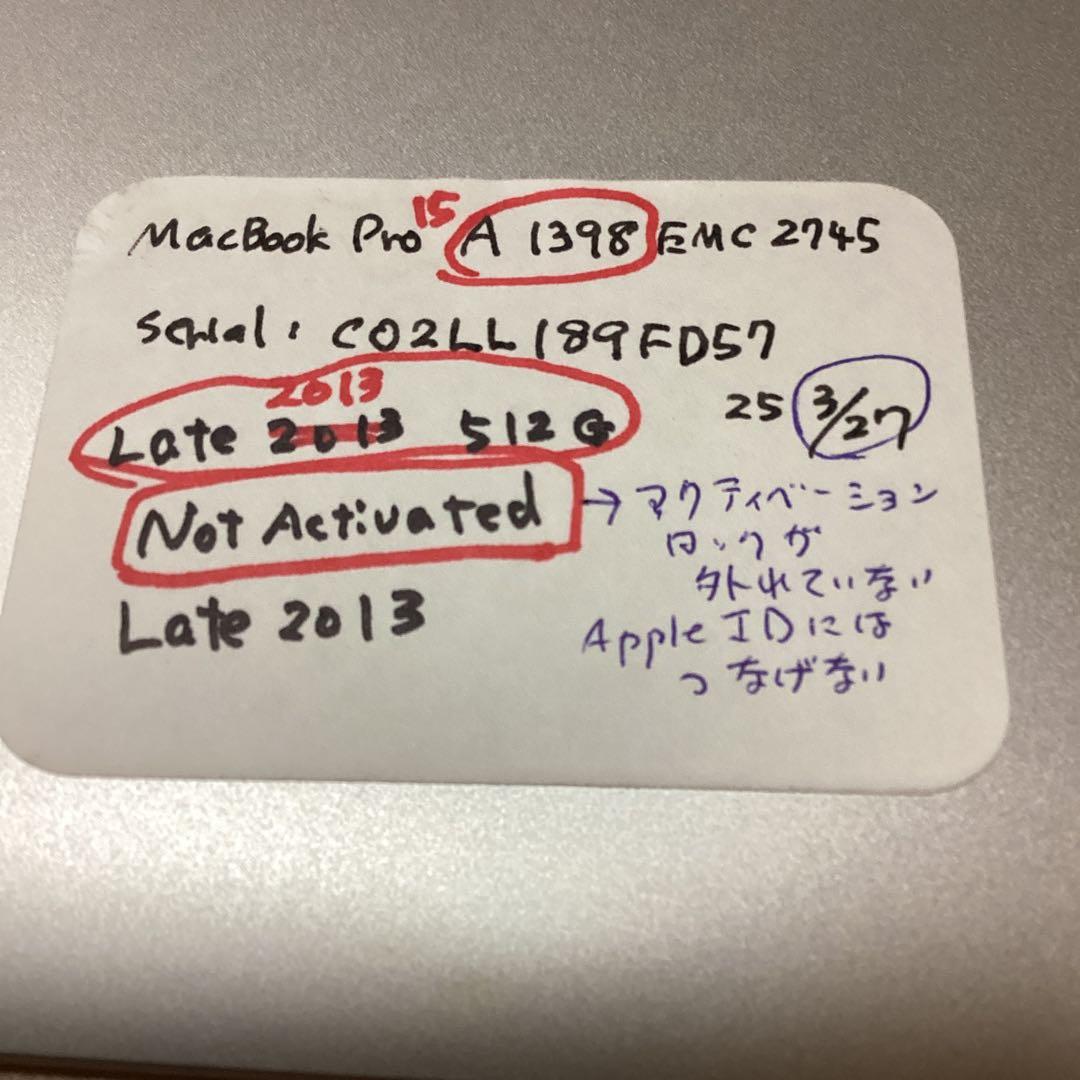 MacBook Pro 15 A 1398 EMC 2745
Serial: C02LL189FD57
2013
Late 2013 512G
25 3/27
Not Activated
→ アクティベーション
ロックが
外れていない
Apple IDには
つなげない
Late 2013